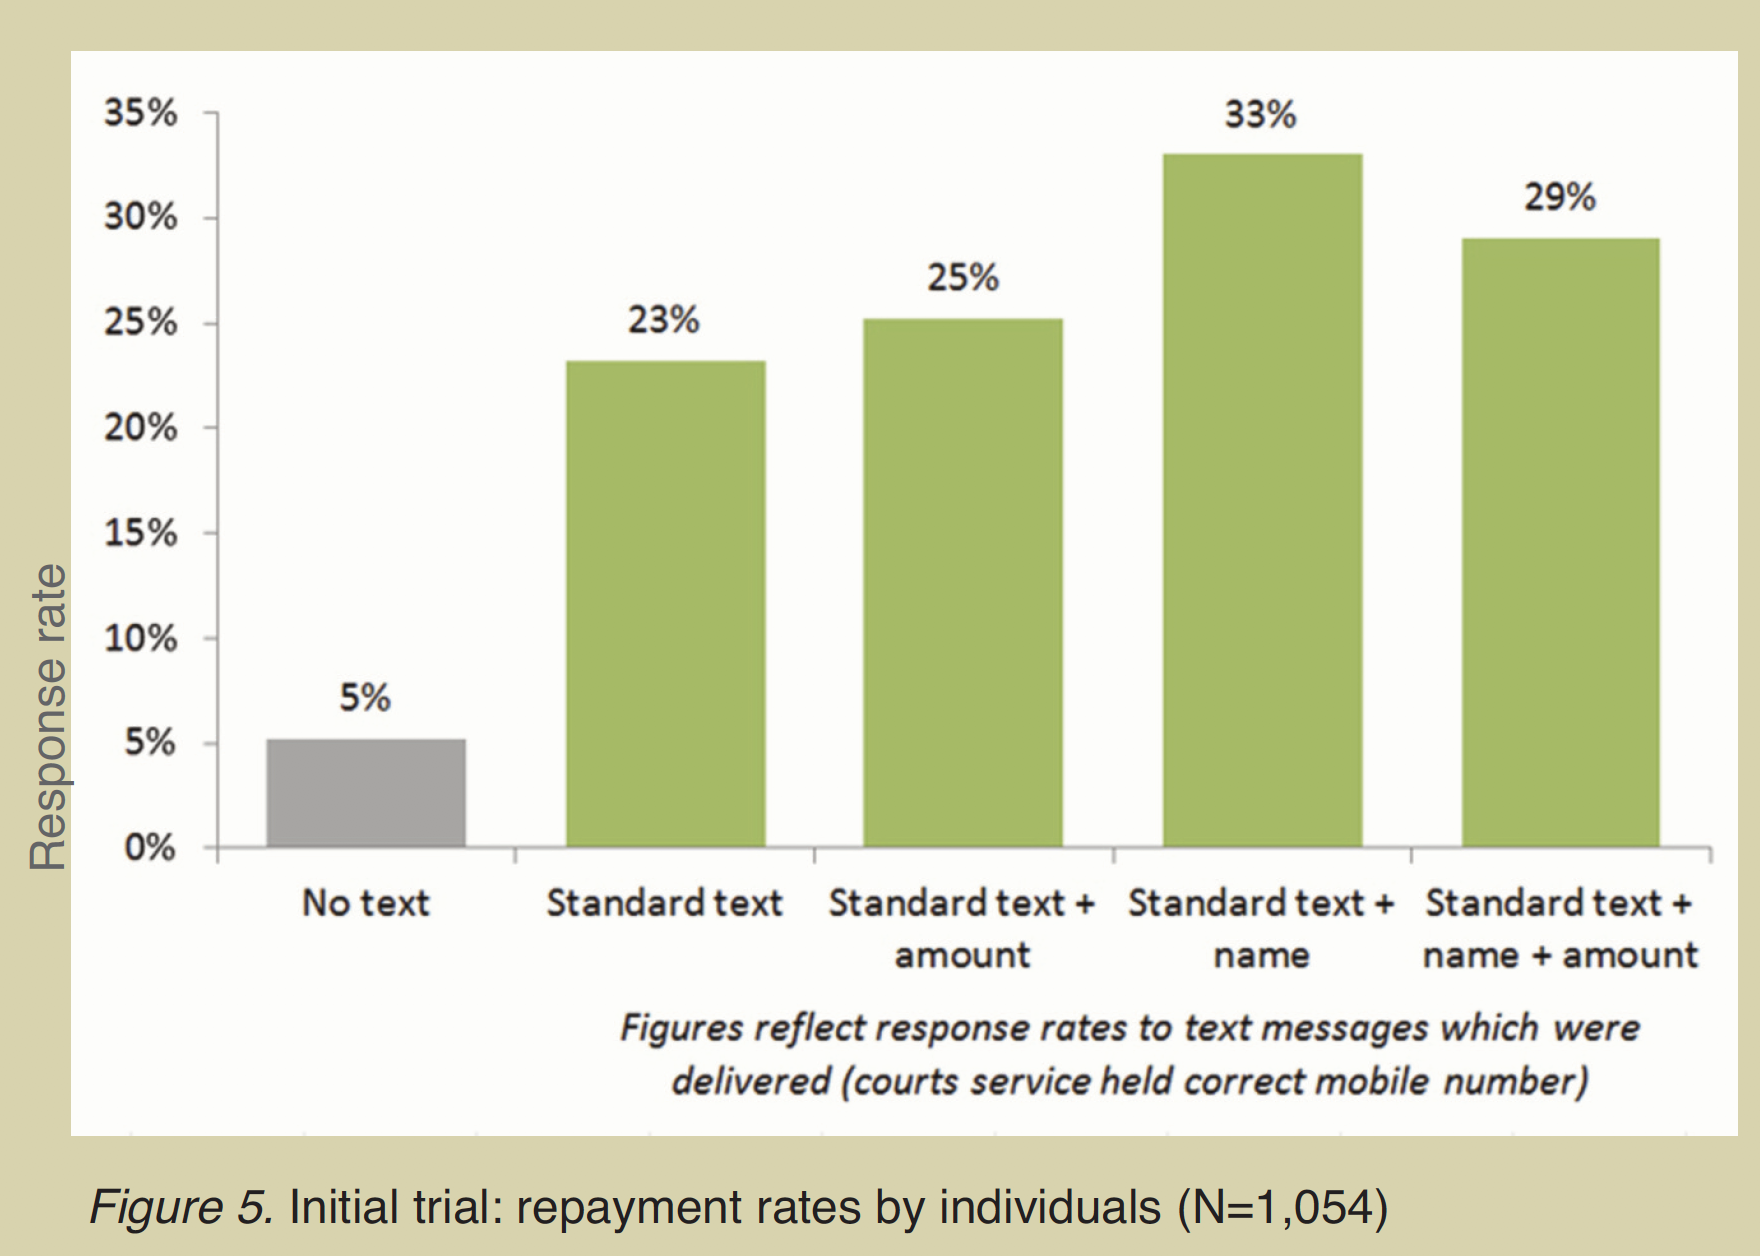 35%
30%
25%
20%
15%
10%
5%
0%
Response rate
5%
23%
25%
33%
29%
No text
Standard text
Standard text +
amount
Standard text +
name
Standard text +
name + amount
Figures reflect response rates to text messages which were
delivered (courts service held correct mobile number)
Figure 5. Initial trial: repayment rates by individuals (N=1,054)